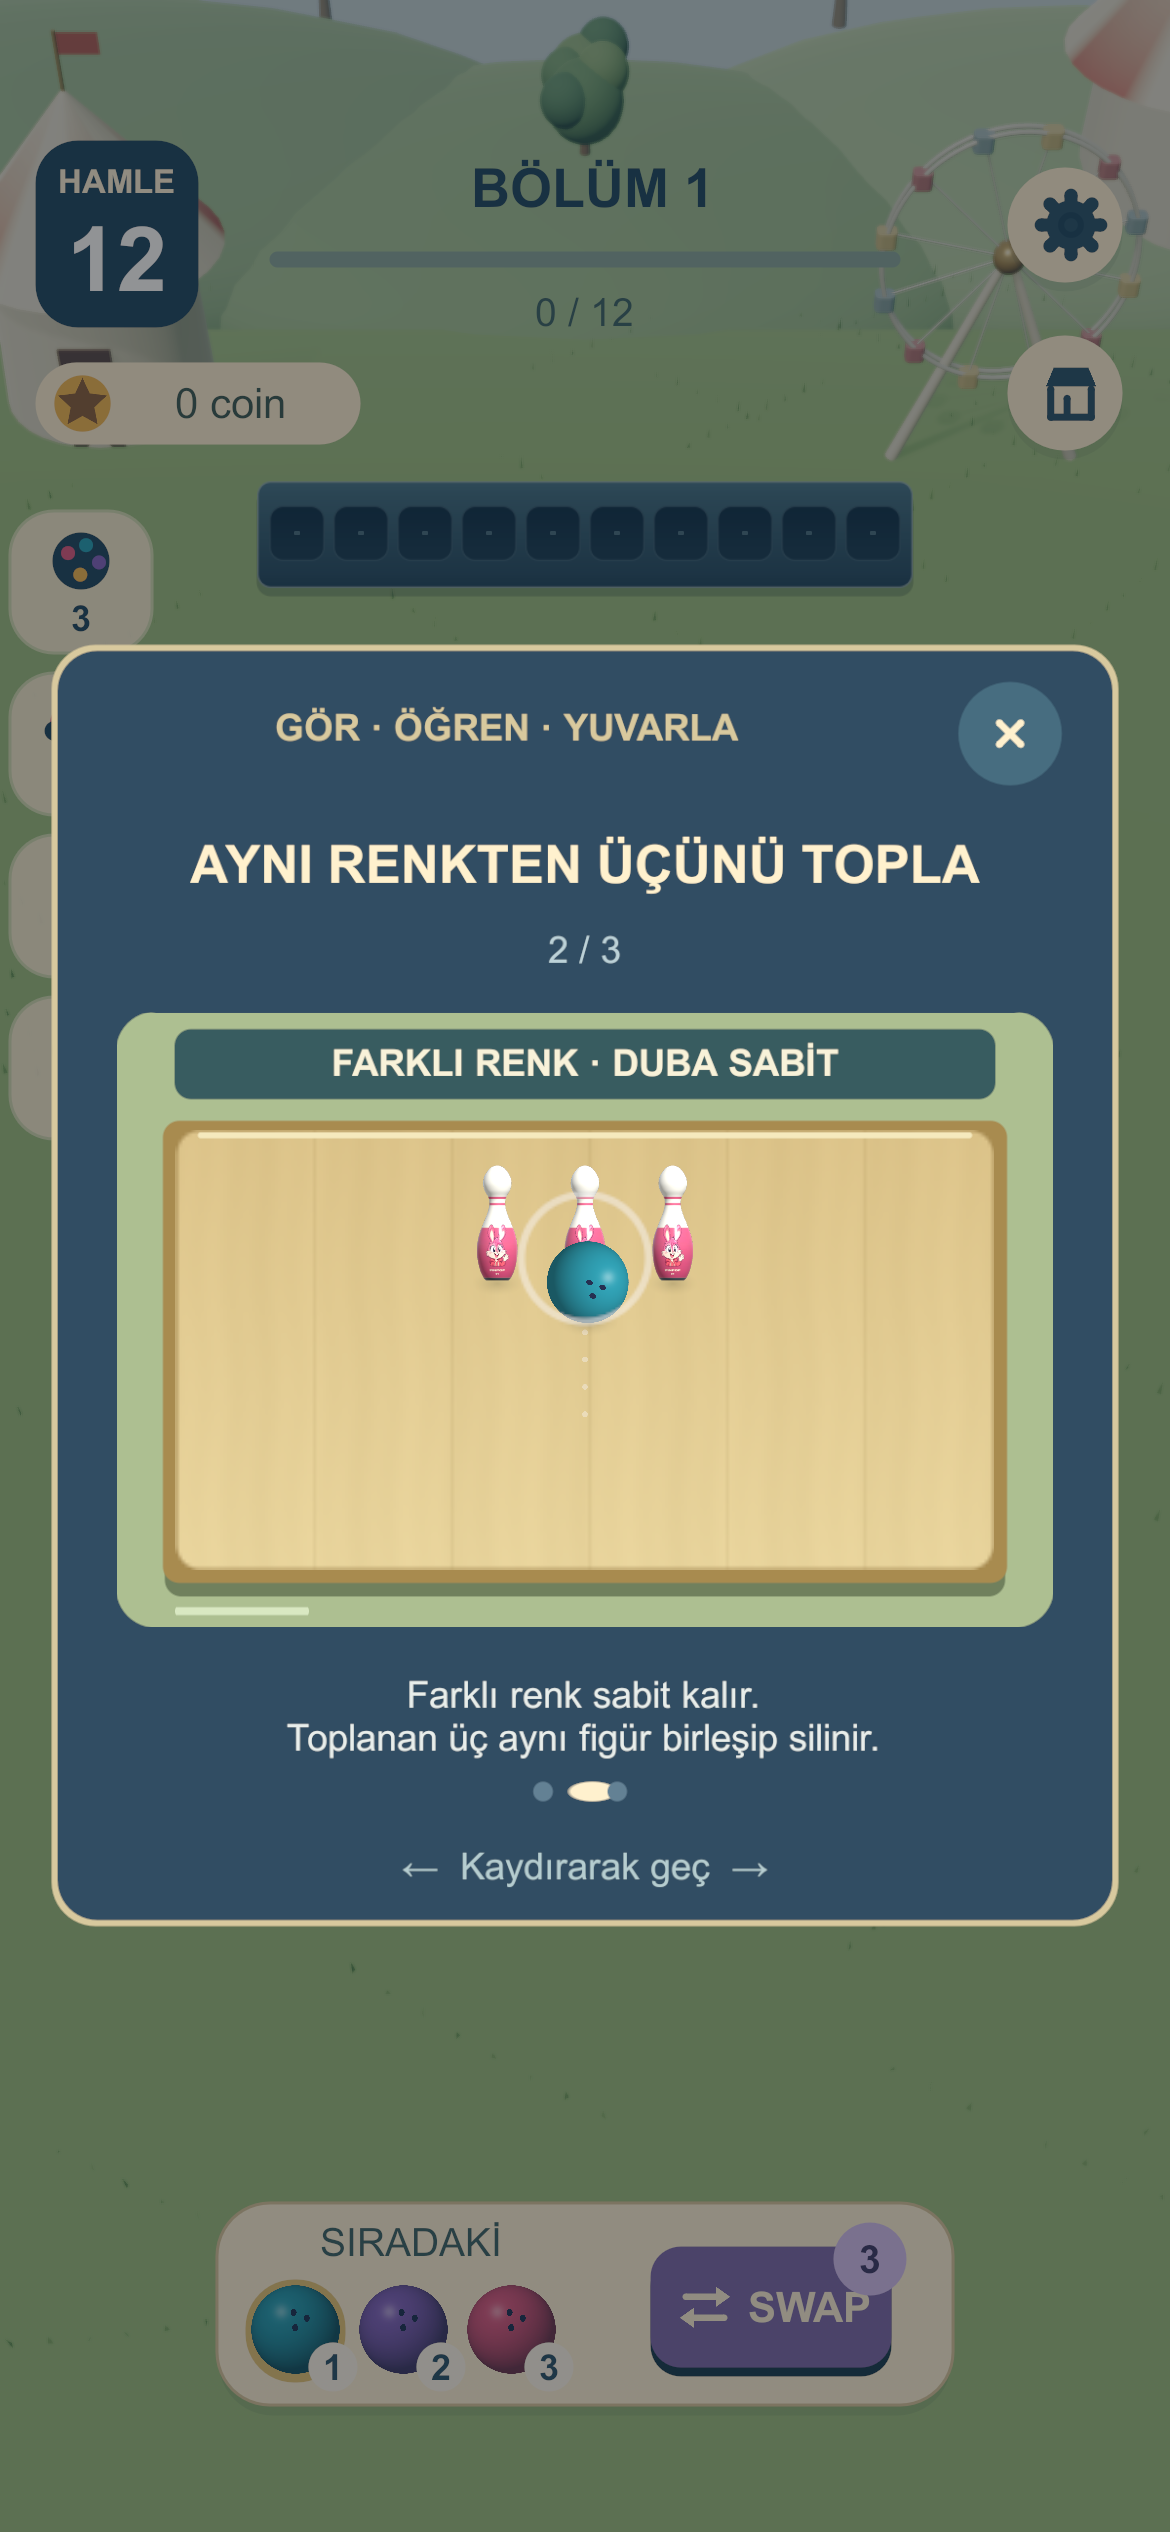 HAMLE
12
BÖLÜM 1
0 / 12
0 coin
3
GÖR · ÖĞREN · YUVARLA
AYNI RENKTEN ÜÇÜNÜ TOPLA
2 / 3
FARKLI RENK · DUBA SABİT
Farklı renk sabit kalır.
Toplanan üç aynı figür birleşip silinir.
← Kaydırarak geç →
SIRADAKİ
1
2
3
SWAP
3